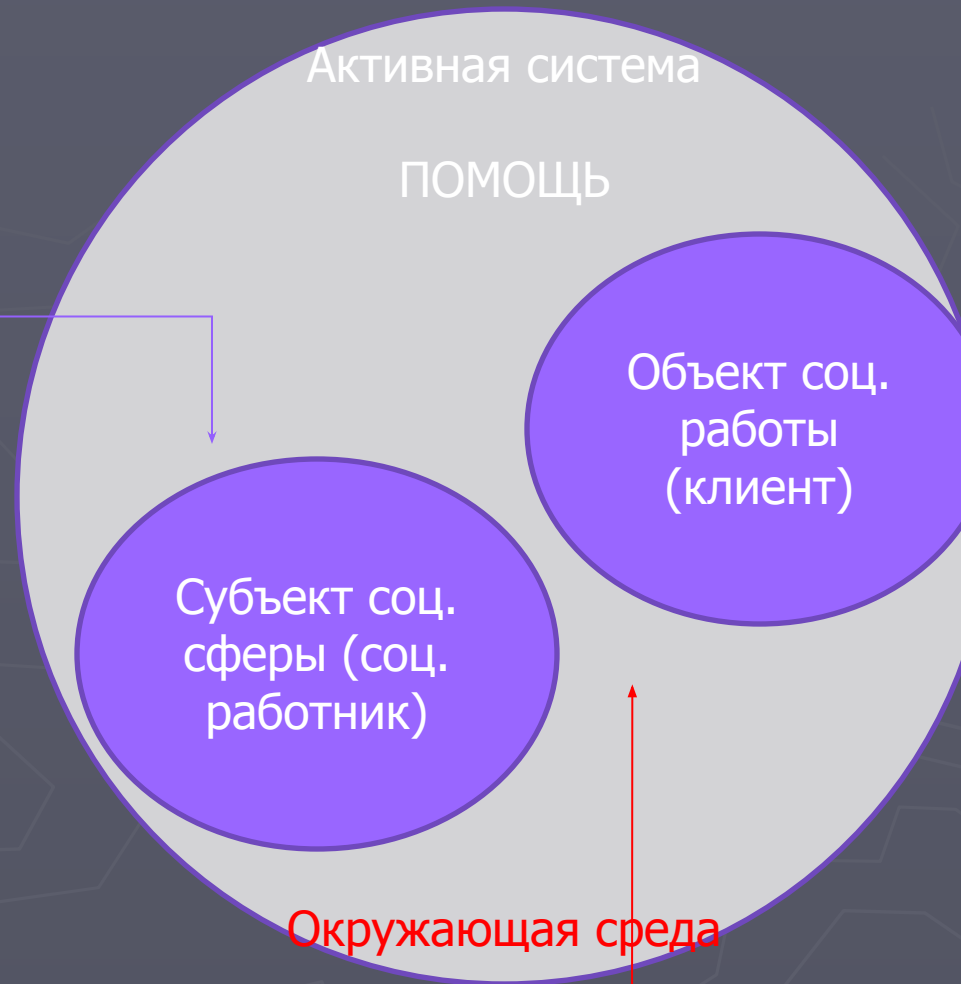 Активная система
ПОМОЩЬ
Объект соц.
работы
(клиент)
Субъект соц.
сферы (соц.
работник)
Окружающая среда